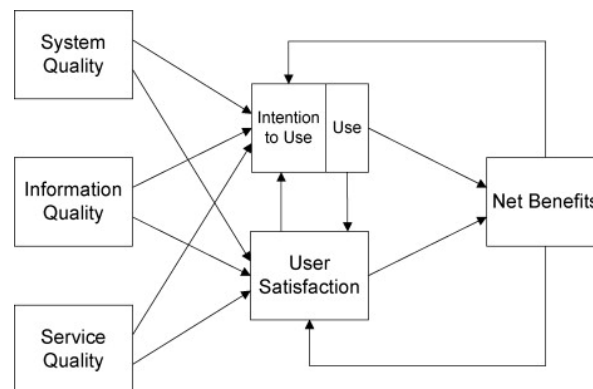 System
Quality
Intention
to Use
Use
Information
Quality
Net Benefits
User
Satisfaction
Service
Quality